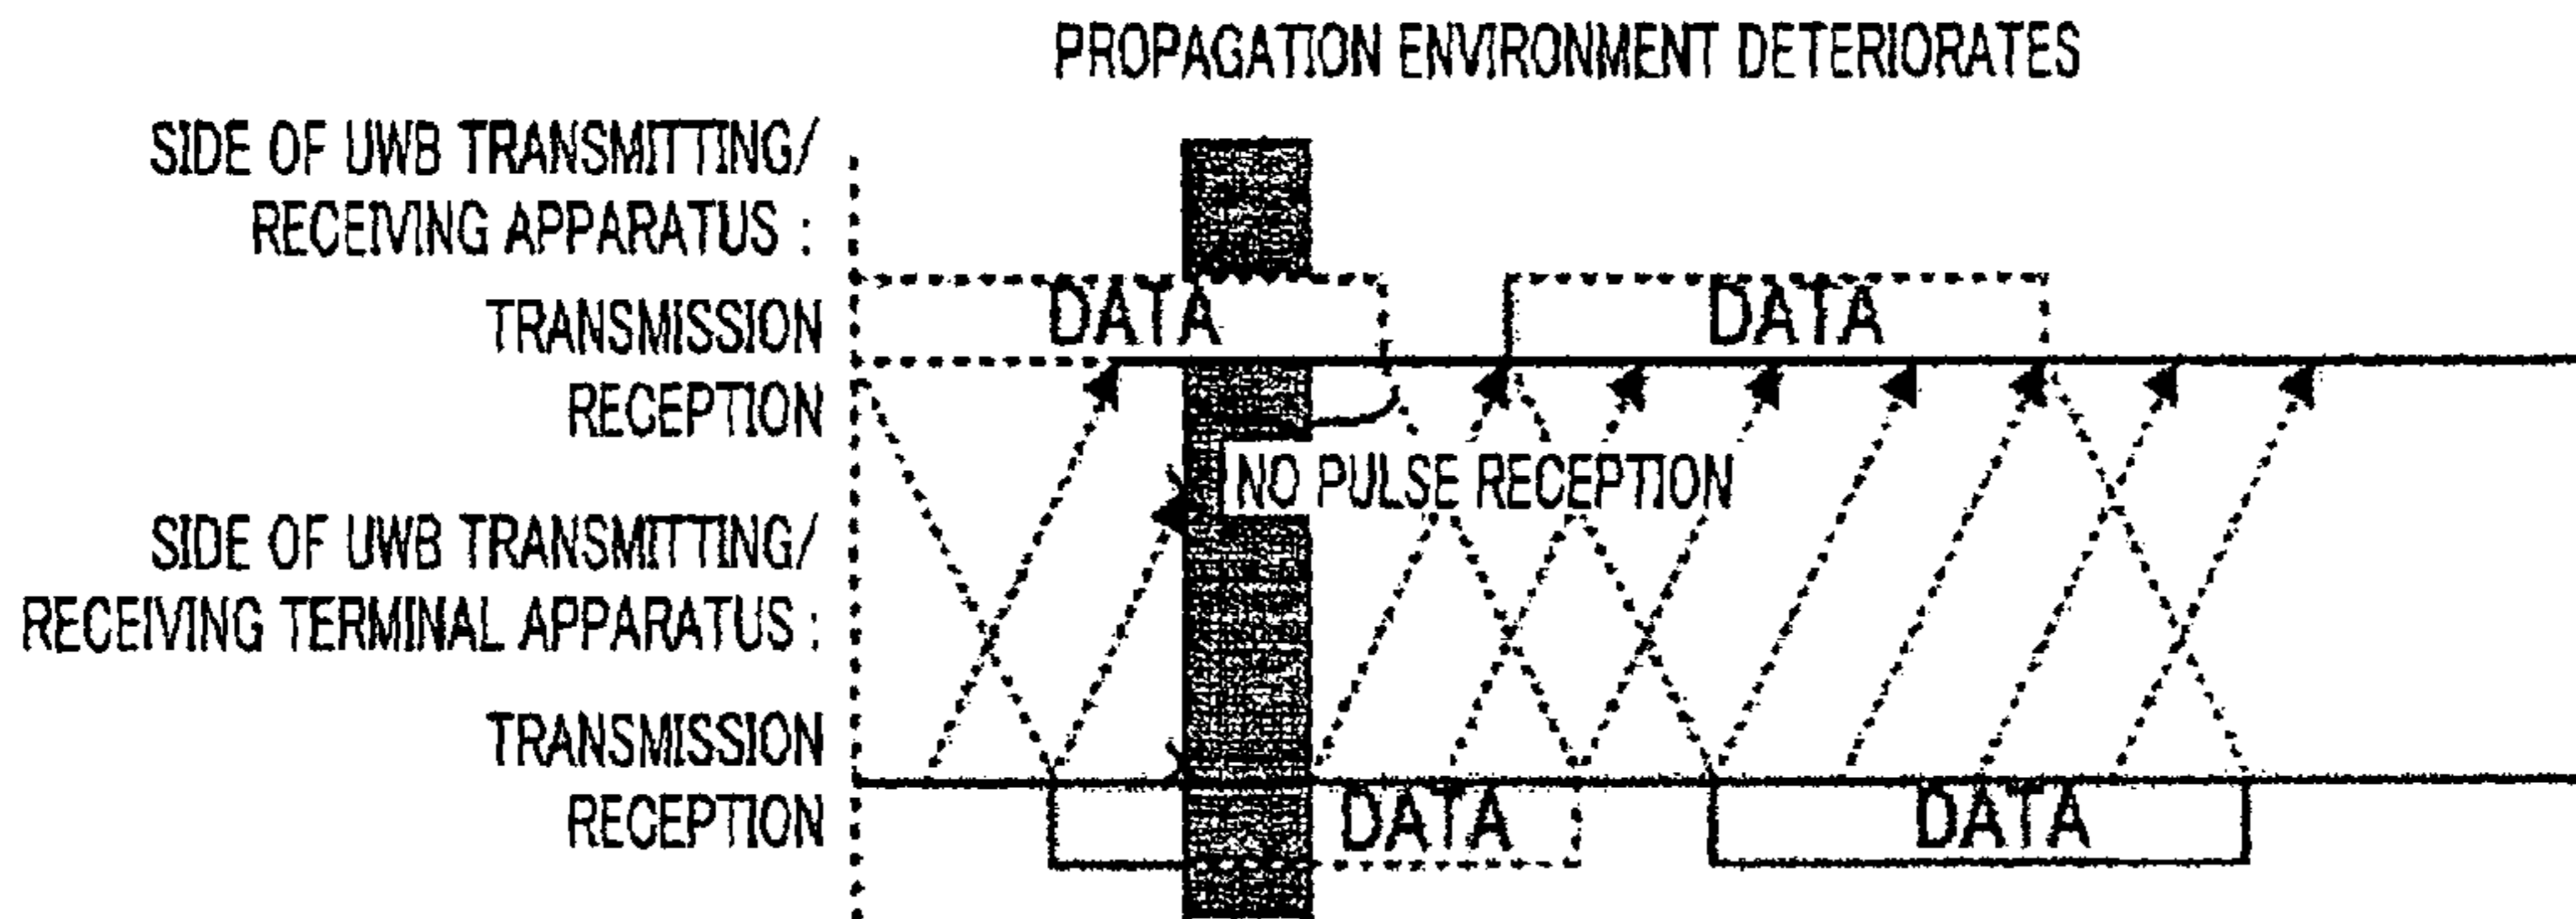 PROPAGATION ENVIRONMENT DETERIORATES
SIDE OF UWB TRANSMITTING/
RECEIVING APPARATUS :
DATA
DATA
TRANSMISSION
RECEPTION
NO PULSE RECEPTION
SIDE OF UWB TRANSMITTING/
RECEIVING TERMINAL APPARATUS :
TRANSMISSION
RECEPTION
DATA
DATA